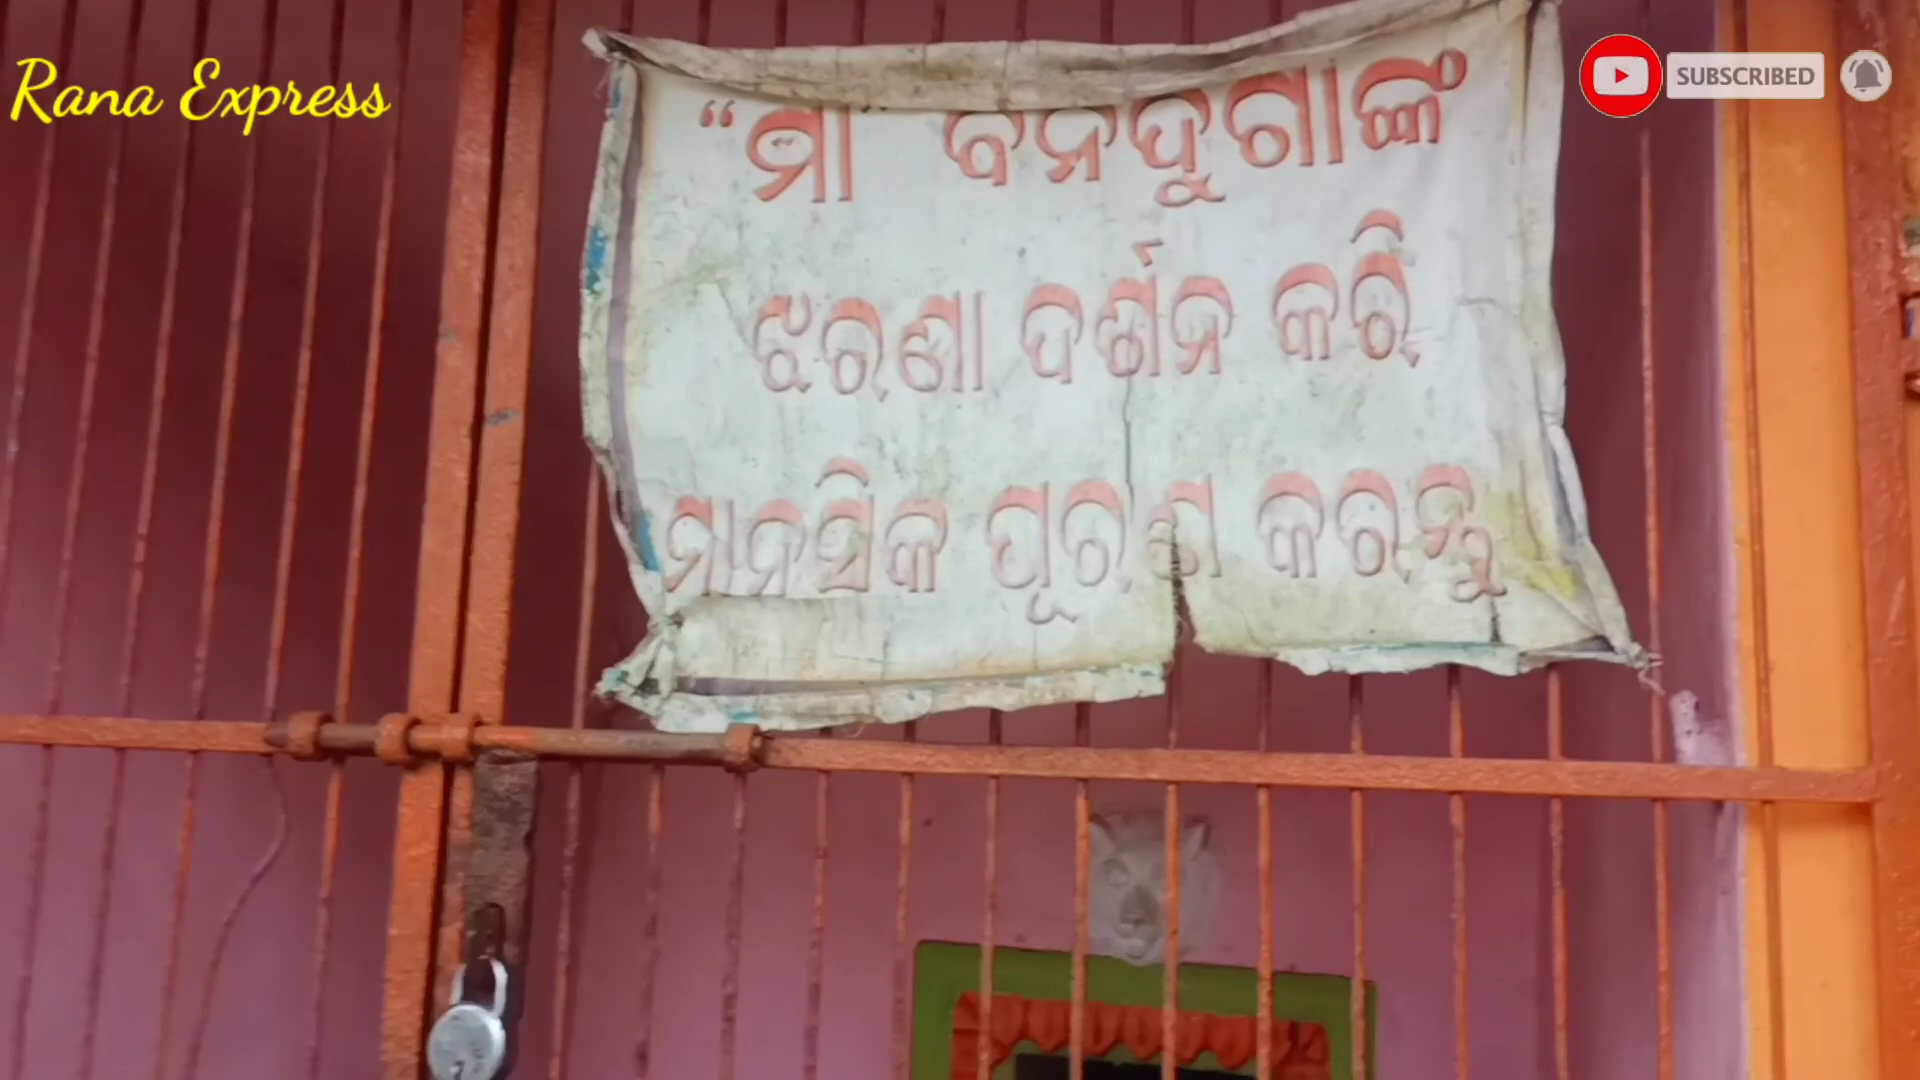 Rana Express
SUBSCRIBED
“ମା” ବନଦୁଗାଙ୍କ
ଝରଣା ଦର୍ଶନ କରି
ମାନସିକ ପୂରଣ କରନ୍ତୁ